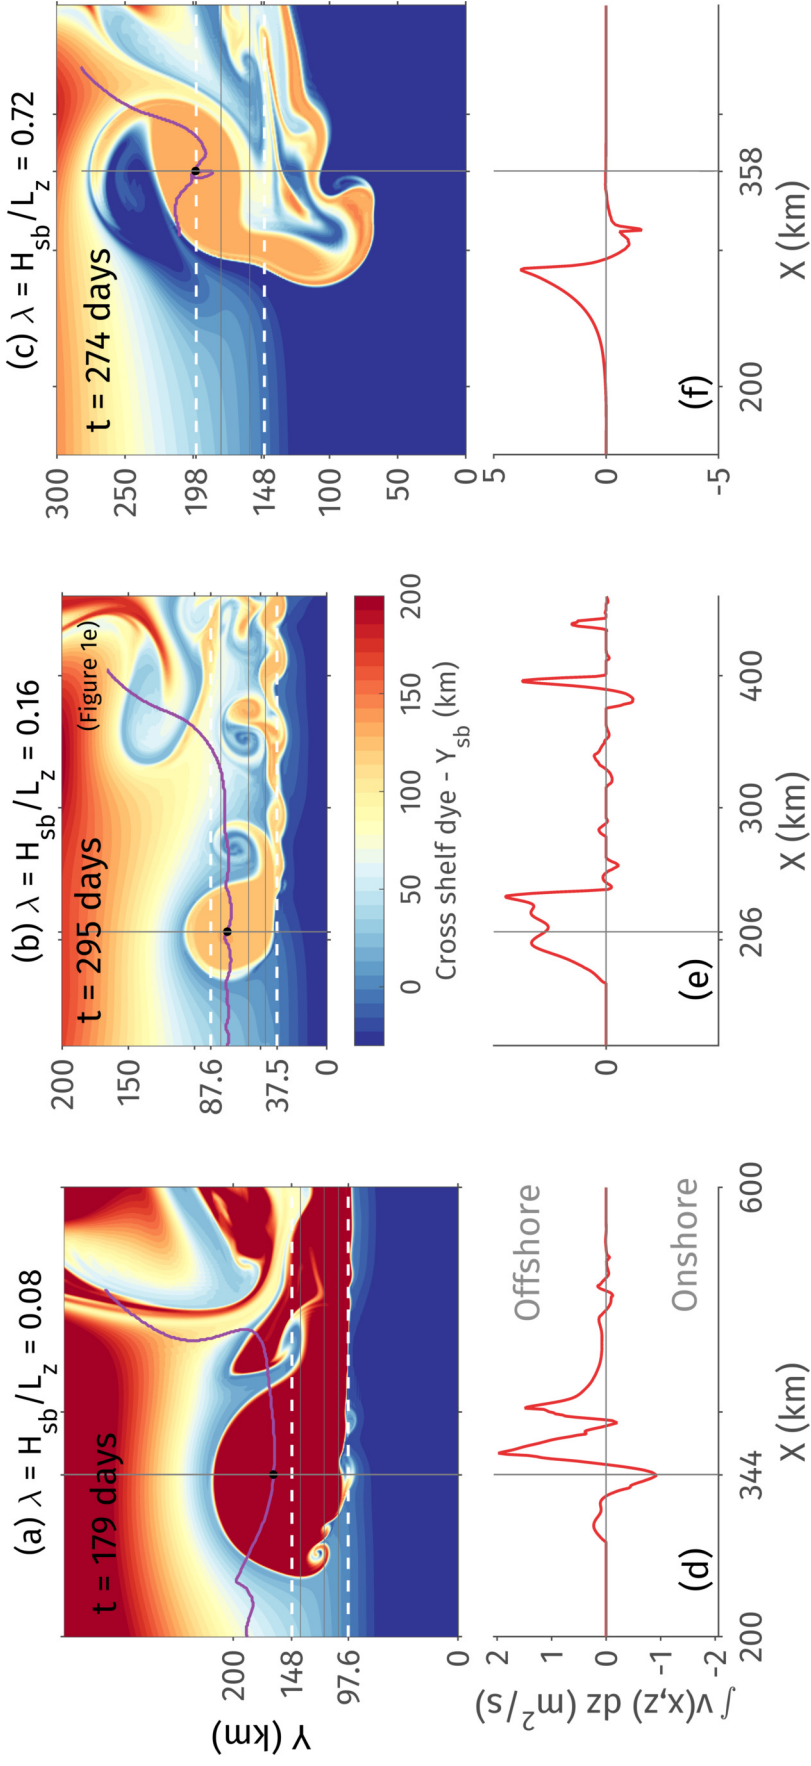 (a) λ = H_sb/L_z = 0.08
t = 179 days
Y (km)
200
148
97.6
0
(b) λ = H_sb/L_z = 0.16
t = 295 days
(Figure 1e)
200
150
87.6
37.5
0
0 50 100 150 200
Cross shelf dye - Y_sb (km)
(c) λ = H_sb/L_z = 0.72
t = 274 days
300
250
198
148
100
50
0
∫ v(x,z) dz (m²/s)
2
1
0
-1
-2
Offshore
Onshore
(d)
200 344 600
X (km)
0
(e)
206 300 400
X (km)
5
0
-5
(f)
200 358
X (km)